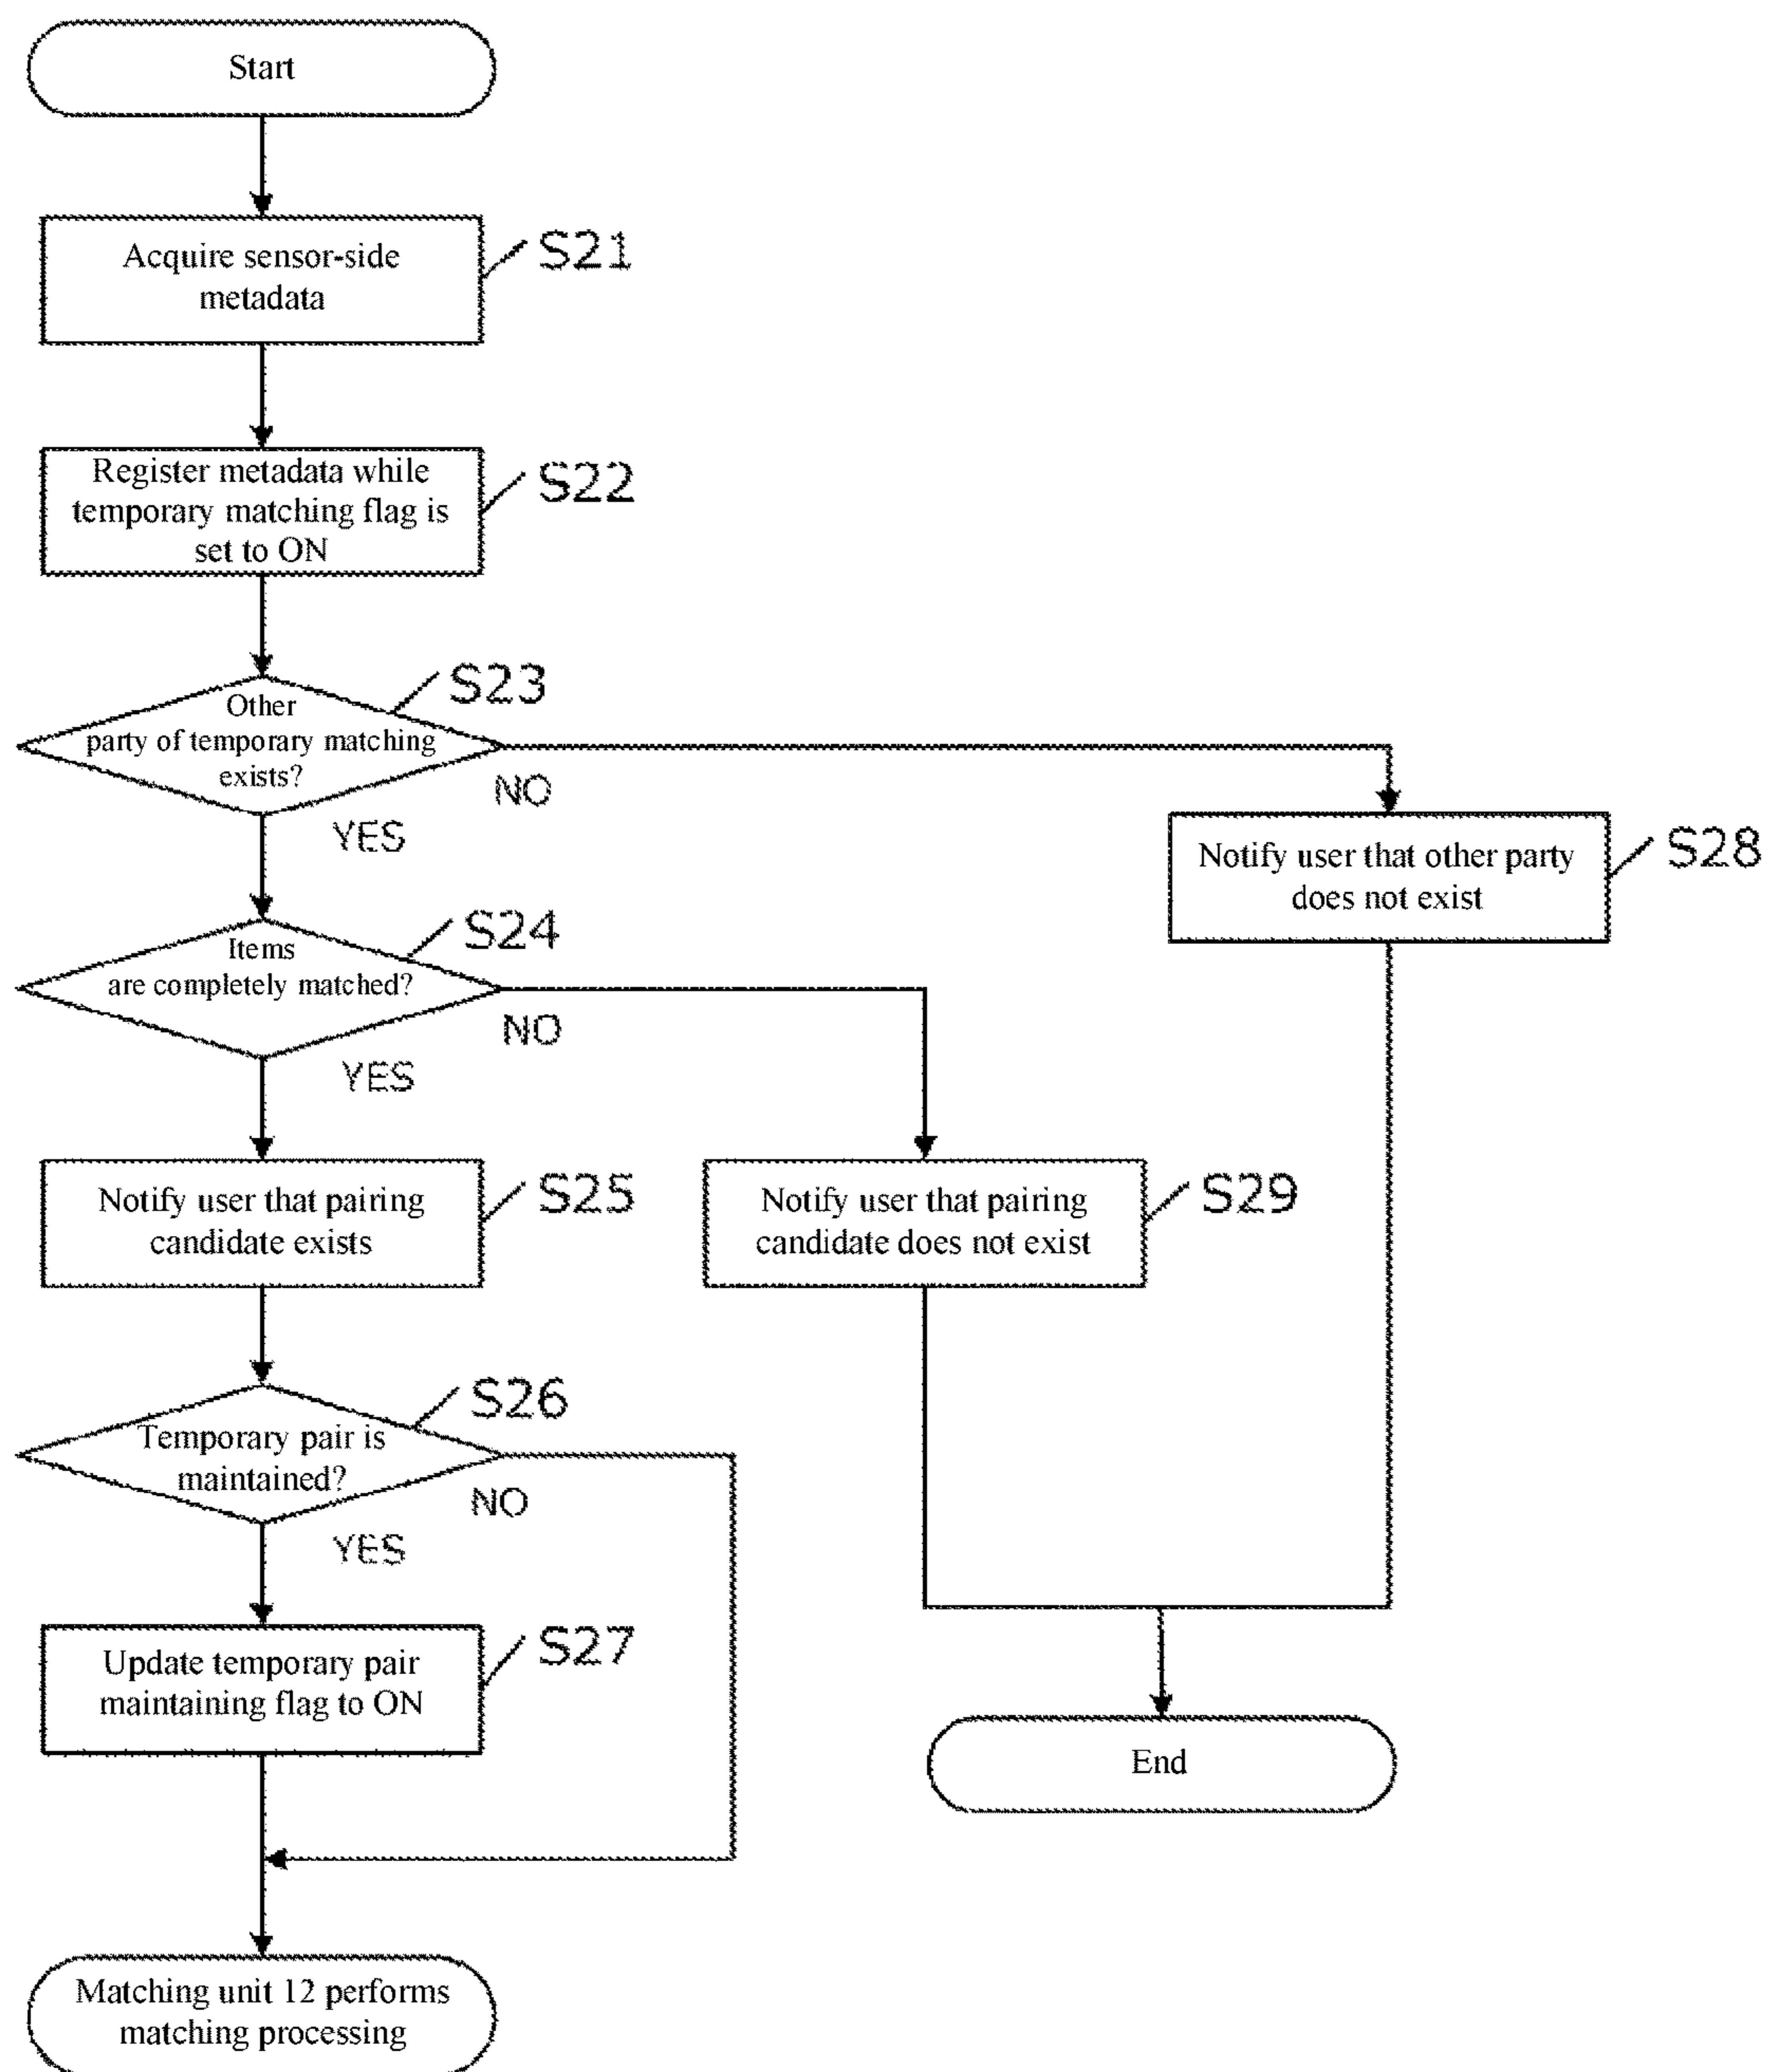 Start
Acquire sensor-side
metadata
S21
Register metadata while
temporary matching flag is
set to ON
S22
Other
party of temporary matching
exists?
S23
NO
YES
Notify user that other party
does not exist
S28
Items
are completely matched?
S24
NO
YES
Notify user that pairing
candidate exists
S25
Notify user that pairing
candidate does not exist
S29
Temporary pair is
maintained?
S26
NO
YES
Update temporary pair
maintaining flag to ON
S27
End
Matching unit 12 performs
matching processing